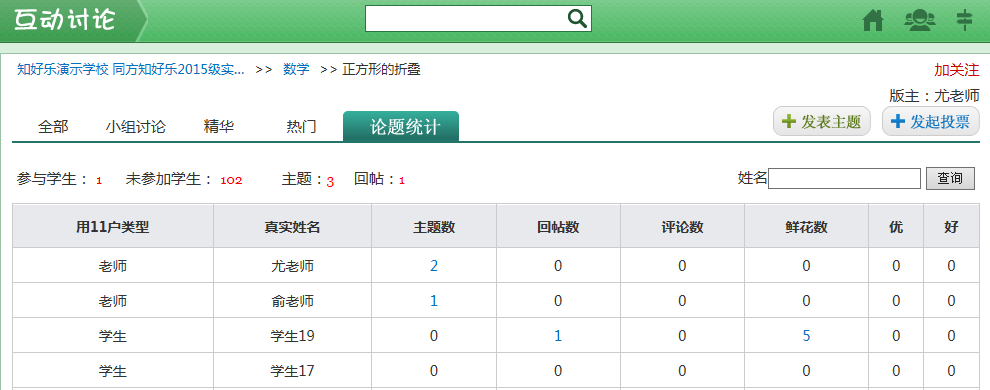 互动讨论
知好乐演示学校 同方知好乐2015级实... >> 数学 >> 正方形的折叠 加关注
版主：尤老师
全部 小组讨论 精华 热门 论题统计 发表主题 发起投票
参与学生： 1 未参加学生： 102 主题：3 回帖：1 姓名 查询
用11户类型 真实姓名 主题数 回帖数 评论数 鲜花数 优 好
老师 尤老师 2 0 0 0 0 0
老师 俞老师 1 0 0 0 0 0
学生 学生19 0 1 0 5 0 0
学生 学生17 0 0 0 0 0 0